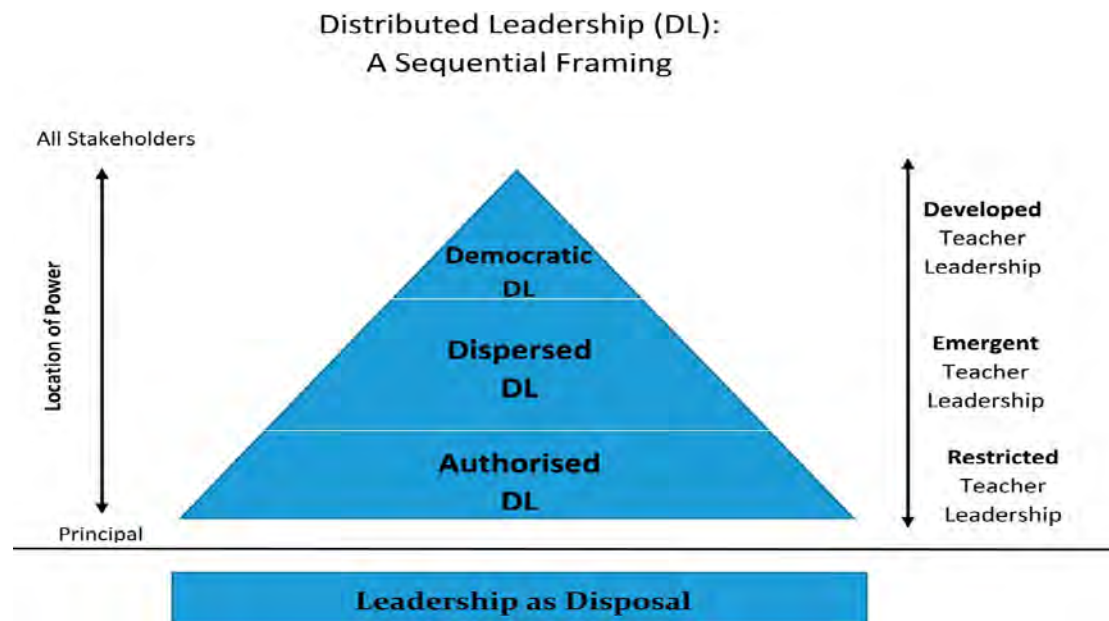 Distributed Leadership (DL):
A Sequential Framing
All Stakeholders
Location of Power
Principal
Democratic
DL
Dispersed
DL
Authorised
DL
Developed
Teacher
Leadership
Emergent
Teacher
Leadership
Restricted
Teacher
Leadership
Leadership as Disposal